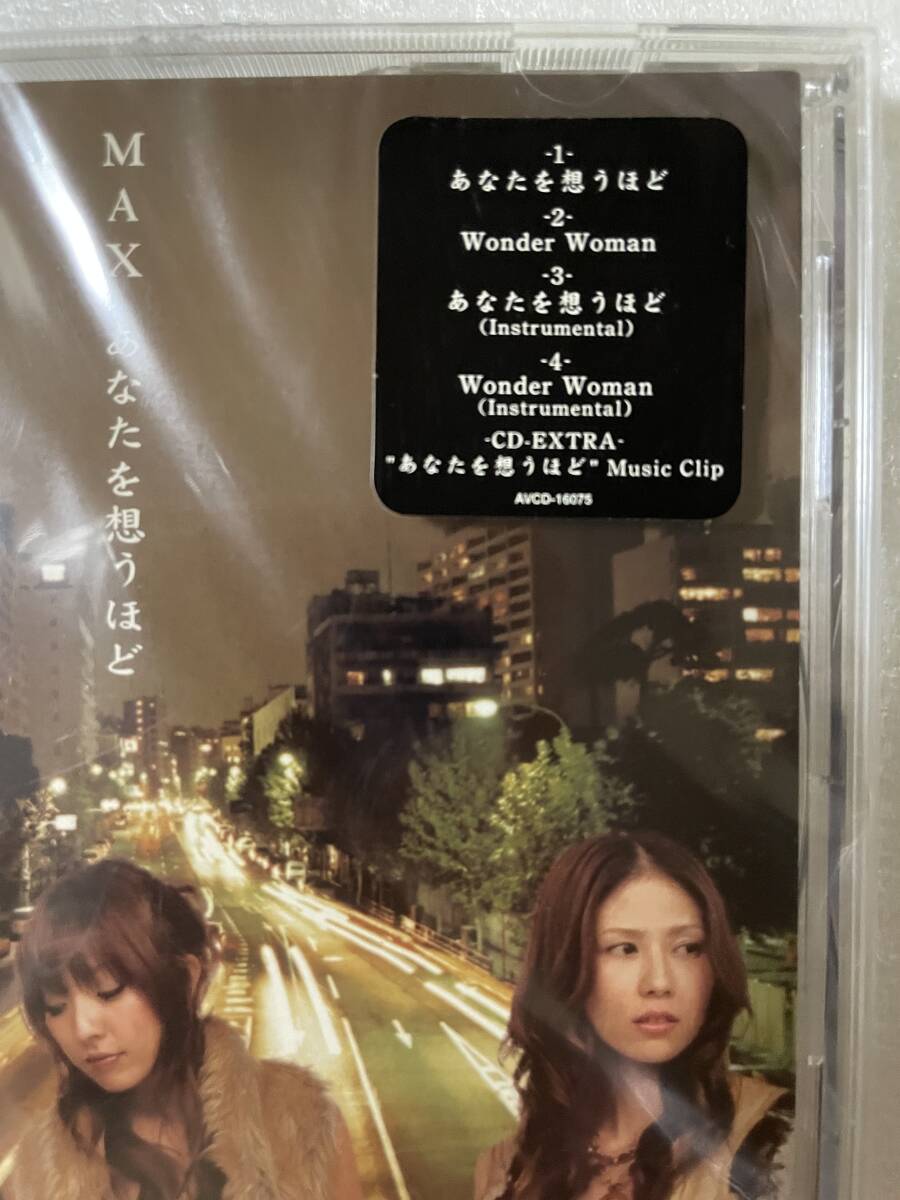 MAX あなたを想うほど
-1-
あなたを想うほど
-2-
Wonder Woman
-3-
あなたを想うほど
(Instrumental)
-4-
Wonder Woman
(Instrumental)
-CD-EXTRA-
"あなたを想うほど" Music Clip
AVCD-16075